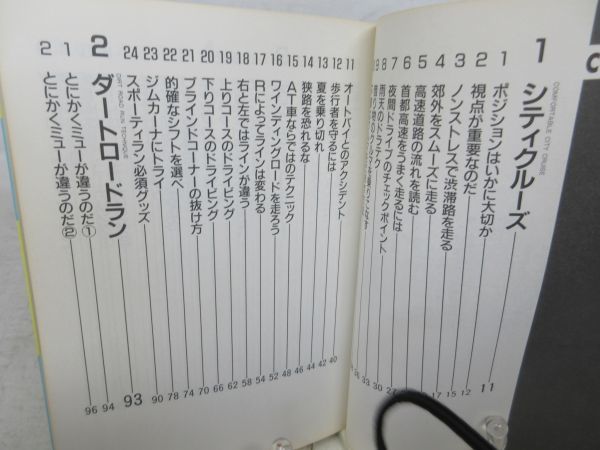 COMFORTABLE CITY CRUISE
1 シティクルーズ 11
1 ポジションはいかに大切か
2 視点が重要なのだ 12
3 ノンストレスで渋滞路を走る 15
4 郊外をスムーズに走る 17
5 高速道路の流れを読む
6 首都高速をうまく走るには
7 夜間ドライブのチェックポイント 27
8 雨天のドラテク 30
9 33
11 オートバイとのアクシデント
12 歩行者を守るには 40
13 夏を乗り切れ 42
14 狭路を恐れるな 44
15 AT車ならではのテクニック 46
16 ワインディングロードを走ろう 48
17 Rによってラインは変わる 52
18 右と左ではラインが違う 54
19 上りコースのドライビング 58
20 下りコースのドライビング 62
21 ブラインドコーナーの抜け方 66
22 的確なシフトを選べ 70
23 ジムカーナにトライ 74
24 スポーティラン必須グッズ 78
90
DIRT ROAD RUN TECHNICS
2 ダートロードラン 93
1 とにかくミューが違うのだ① 94
2 とにかくミューが違うのだ② 96